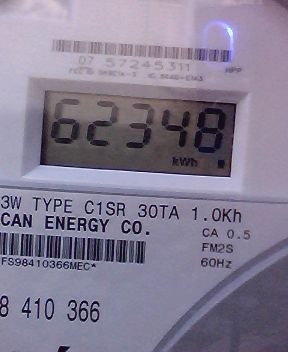 07 57245311
HPP
62348
kWh
3W TYPE C1SR 30TA 1.0Kh
CAN ENERGY CO.
CA 0.5
FM2S
FS98410366MEC*
60Hz
8 410 366